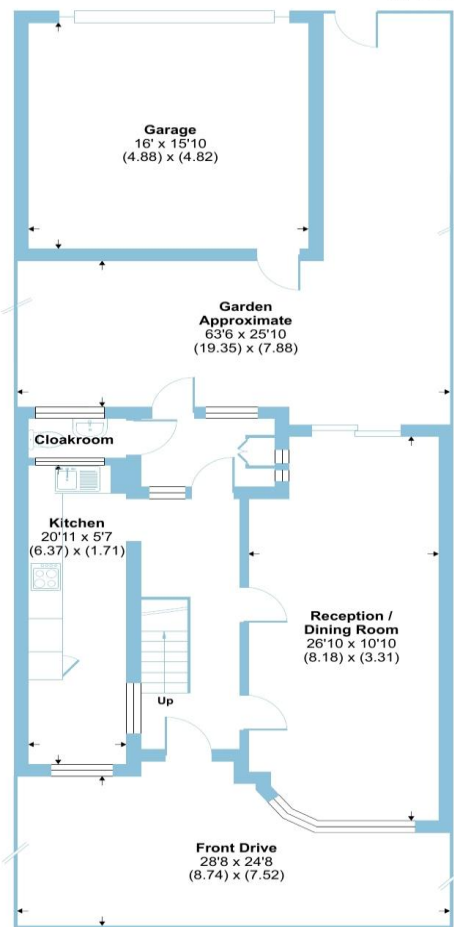 Garage
16' x 15'10
(4.88) x (4.82)
Garden
Approximate
63'6 x 25'10
(19.35) x (7.88)
Cloakroom
Kitchen
20'11 x 5'7
(6.37) x (1.71)
Reception /
Dining Room
26'10 x 10'10
(8.18) x (3.31)
Up
Front Drive
28'8 x 24'8
(8.74) x (7.52)